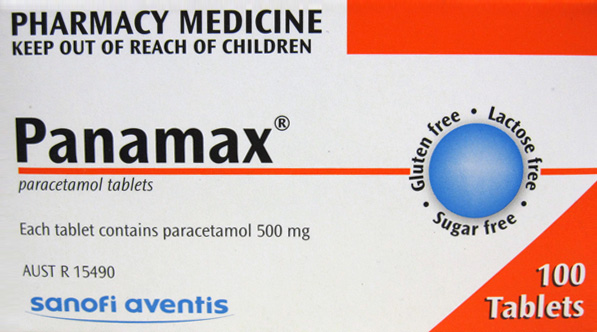 PHARMACY MEDICINE
KEEP OUT OF REACH OF CHILDREN
Panamax®
paracetamol tablets
Gluten free • Lactose free • Sugar free •
Each tablet contains paracetamol 500 mg
AUST R 15490
sanofi aventis
100
Tablets